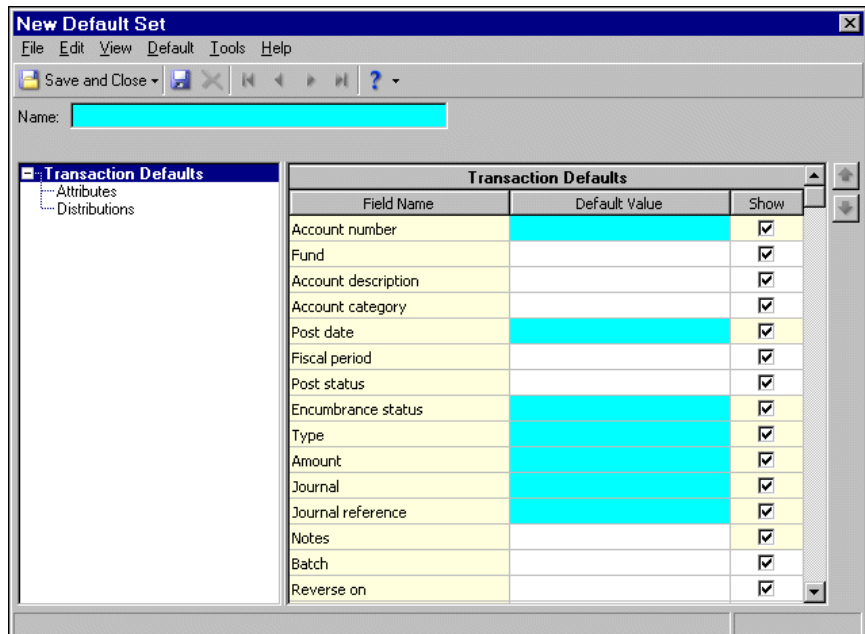 New Default Set
File Edit View Default Tools Help
Save and Close
Name:
Transaction Defaults
Attributes
Distributions
Transaction Defaults
Field Name Default Value Show
Account number
Fund
Account description
Account category
Post date
Fiscal period
Post status
Encumbrance status
Type
Amount
Journal
Journal reference
Notes
Batch
Reverse on